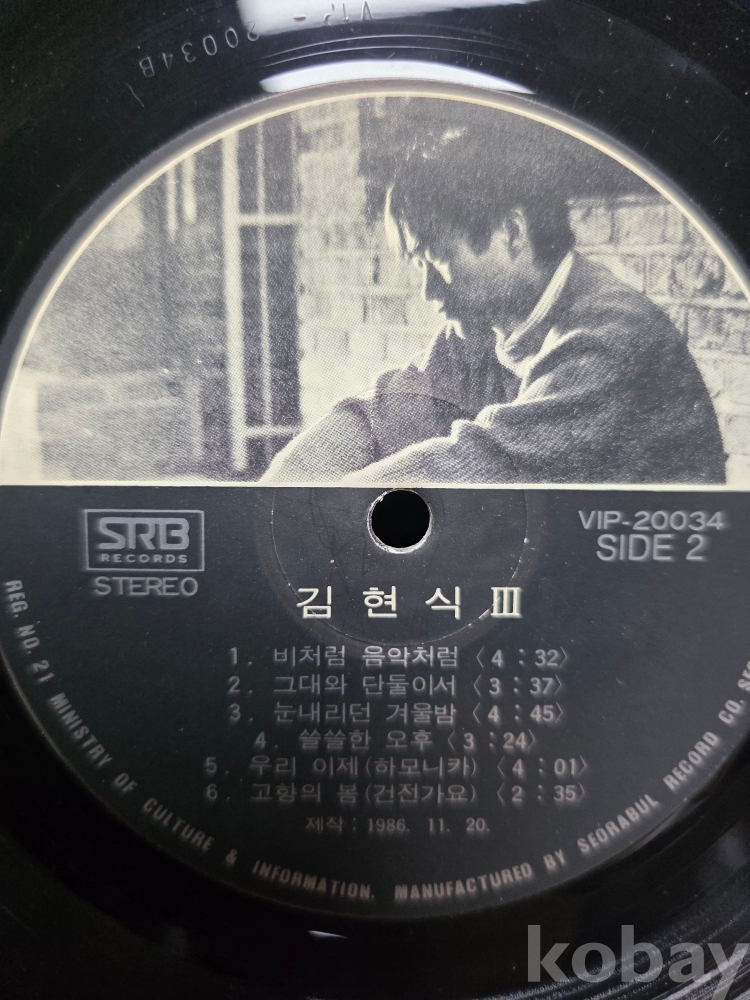 VIP-20034B
SRB
RECORDS
STEREO
VIP-20034
SIDE 2
김 현 식 Ⅲ
1. 비처럼 음악처럼 〈4 : 32〉
2. 그대와 단둘이서 〈3 : 37〉
3. 눈내리던 겨울밤 〈4 : 45〉
4. 쓸쓸한 오후 〈3 : 24〉
5. 우리 이제(하모니카) 〈4 : 01〉
6. 고향의 봄(건전가요) 〈2 : 35〉
제작 : 1986. 11. 20.
REG. NO. 21 MINISTRY OF CULTURE & INFORMATION. MANUFACTURED BY SEORABUL RECORD CO.
kobay